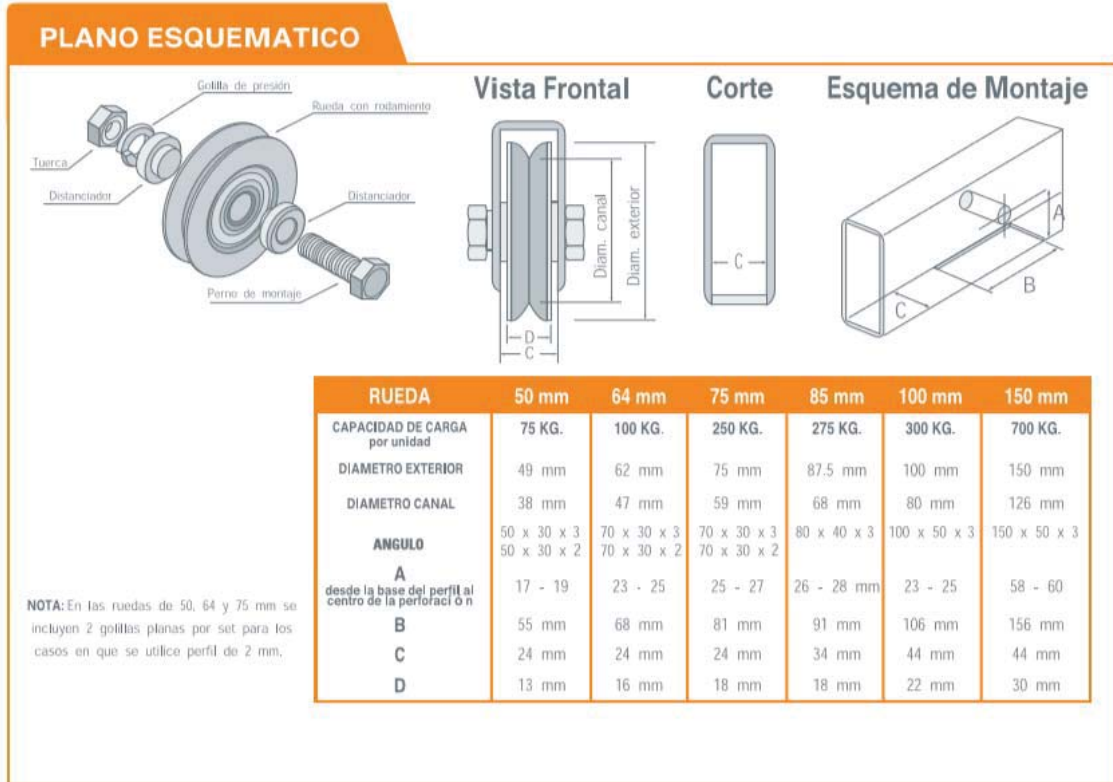 PLANO ESQUEMATICO
Golilla de presión
Rueda con rodamiento
Tuerca
Distanciador
Distanciador
Perno de montaje
Vista Frontal
Diam. canal
Diam. exterior
D
C
Corte
C
Esquema de Montaje
A
B
C
RUEDA 50 mm 64 mm 75 mm 85 mm 100 mm 150 mm
CAPACIDAD DE CARGA 75 KG. 100 KG. 250 KG. 275 KG. 300 KG. 700 KG.
por unidad
DIAMETRO EXTERIOR 49 mm 62 mm 75 mm 87.5 mm 100 mm 150 mm
DIAMETRO CANAL 38 mm 47 mm 59 mm 68 mm 80 mm 126 mm
ANGULO 50 x 30 x 3 70 x 30 x 3 70 x 30 x 3 80 x 40 x 3 100 x 50 x 3 150 x 50 x 3
50 x 30 x 2 70 x 30 x 2 70 x 30 x 2
A
desde la base del perfil al 17 - 19 23 - 25 25 - 27 26 - 28 mm 23 - 25 58 - 60
centro de la perforaci ó n
B 55 mm 68 mm 81 mm 91 mm 106 mm 156 mm
C 24 mm 24 mm 24 mm 34 mm 44 mm 44 mm
D 13 mm 16 mm 18 mm 18 mm 22 mm 30 mm
NOTA: En las ruedas de 50, 64 y 75 mm se
incluyen 2 golillas planas por set para los
casos en que se utilice perfil de 2 mm.